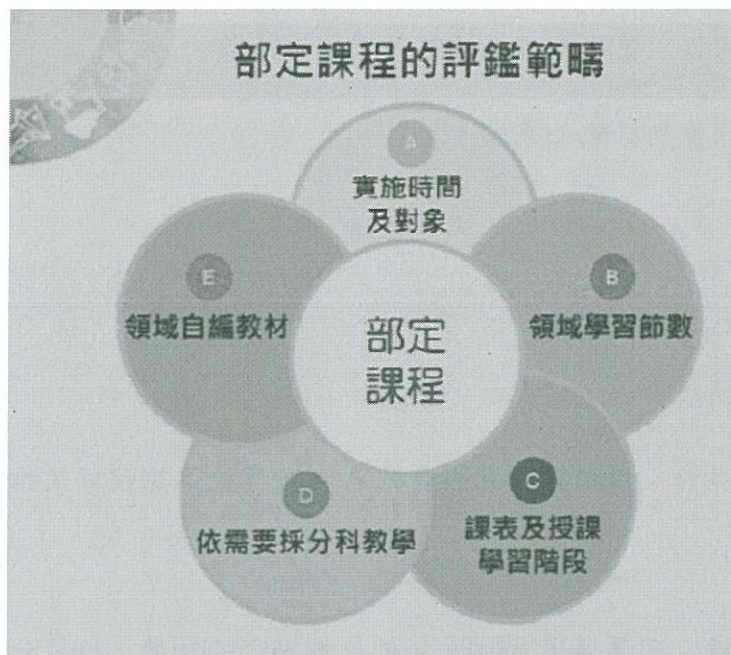 部定課程的評鑑範疇
A
實施時間
及對象
B
領域學習節數
C
課表及授課
學習階段
D
依需要採分科教學
E
領域自編教材
部定
課程